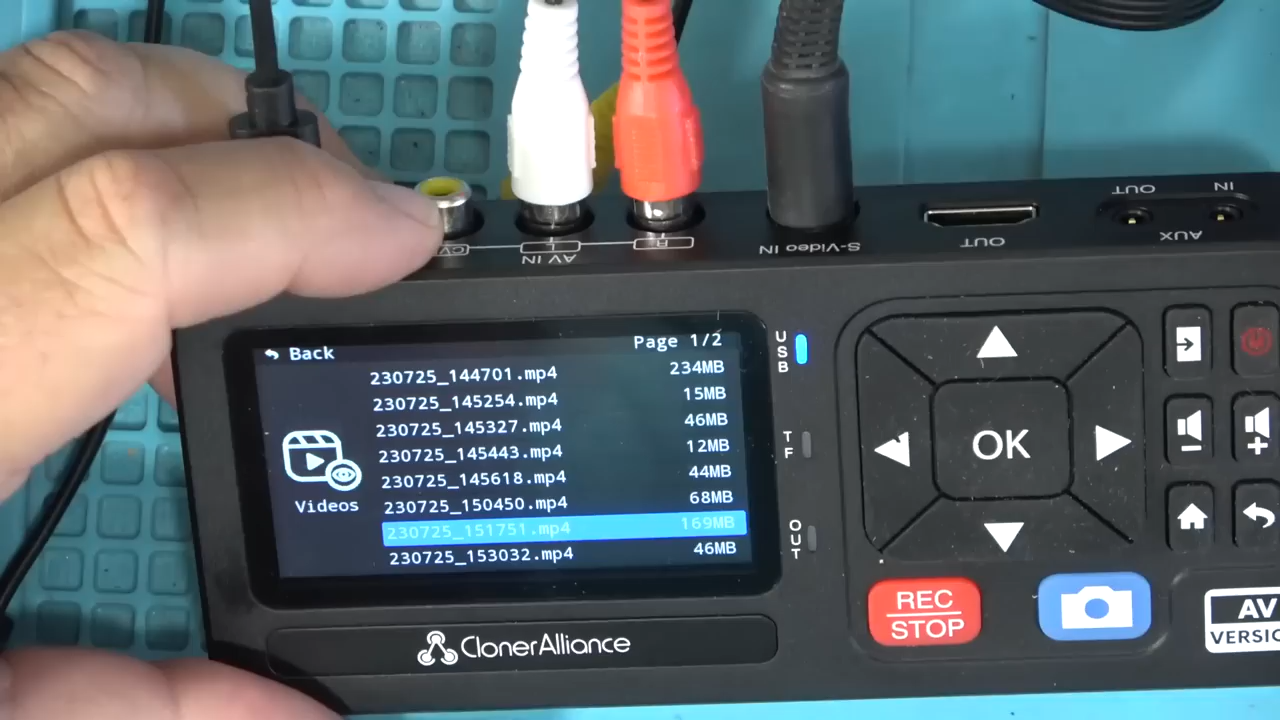 CV
L
R
AV IN
S-Video IN
OUT
OUT
IN
AUX
Back
Page 1/2
230725_144701.mp4 234MB
230725_145254.mp4 15MB
230725_145327.mp4 46MB
230725_145443.mp4 12MB
230725_145618.mp4 44MB
230725_150450.mp4 68MB
230725_151751.mp4 169MB
230725_153032.mp4 46MB
Videos
USB
TF
OUT
OK
REC
STOP
AV
VERSIO
ClonerAlliance